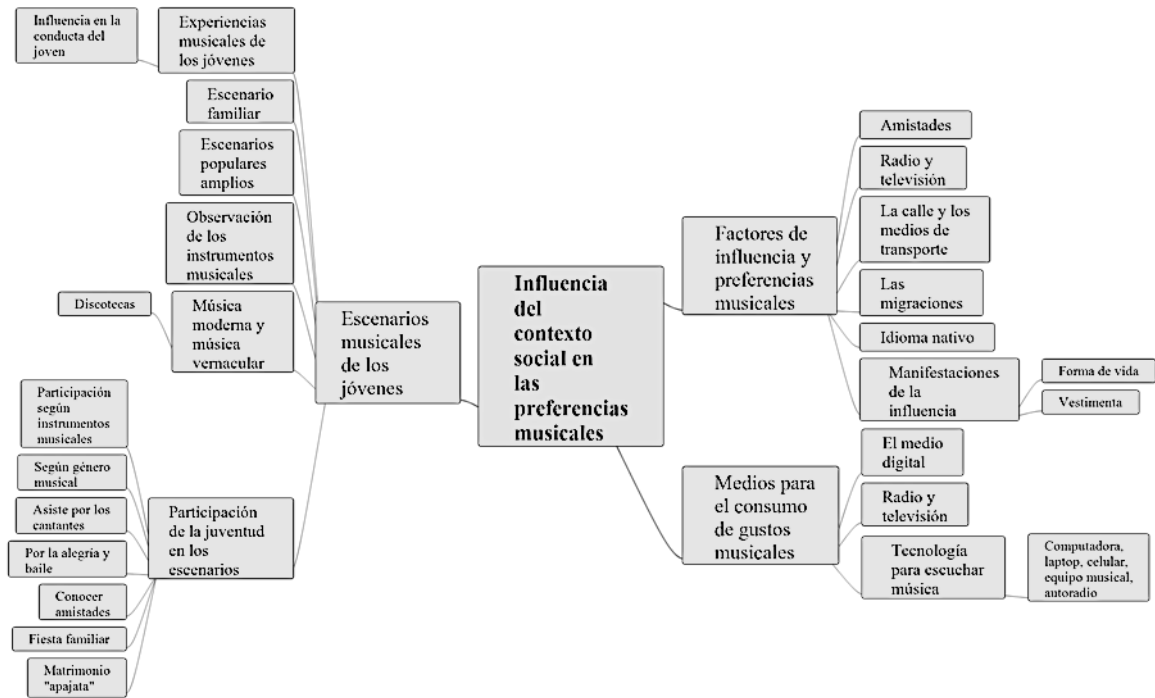 Influencia en la
conducta del
joven
Experiencias
musicales de
los jóvenes
Escenario
familiar
Escenarios
populares
amplios
Observación
de los
instrumentos
musicales
Discotecas
Música
moderna y
música
vernacular
Escenarios
musicales
de los
jóvenes
Participación
según
instrumentos
musicales
Según género
musical
Asiste por los
cantantes
Por la alegría y
baile
Conocer
amistades
Fiesta familiar
Matrimonio
"apajata"
Participación
de la juventud
en los
escenarios
Influencia
del
contexto
social en
las
preferencias
musicales
Factores de
influencia y
preferencias
musicales
Amistades
Radio y
televisión
La calle y los
medios de
transporte
Las
migraciones
Idioma nativo
Manifestaciones
de la
influencia
Forma de vida
Vestimenta
Medios para
el consumo
de gustos
musicales
El medio
digital
Radio y
televisión
Tecnología
para escuchar
música
Computadora,
laptop, celular,
equipo musical,
autoradio